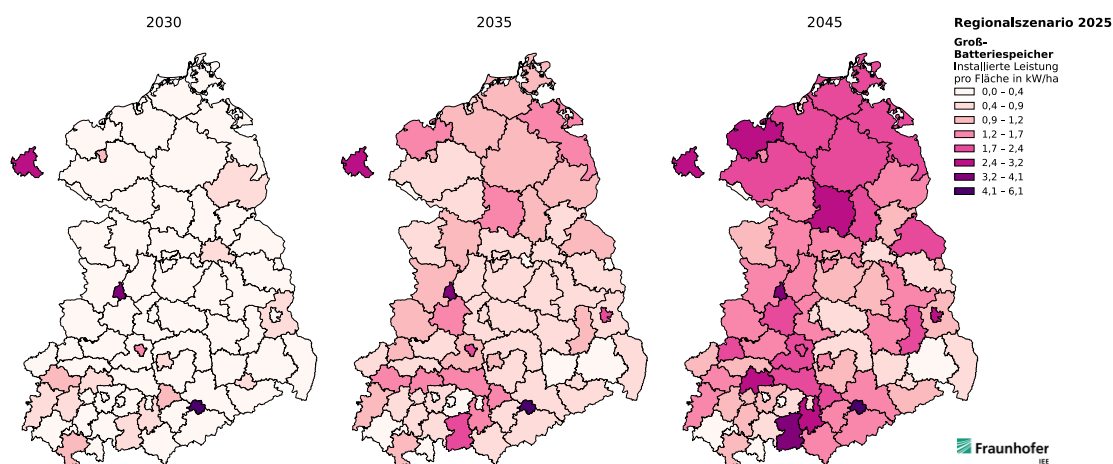 2030
2035
2045
Regionalszenario 2025
Groß-
Batteriespeicher
Installierte Leistung
pro Fläche in kW/ha
0,0 – 0,4
0,4 – 0,9
0,9 – 1,2
1,2 – 1,7
1,7 – 2,4
2,4 – 3,2
3,2 – 4,1
4,1 – 6,1
Fraunhofer
IEE